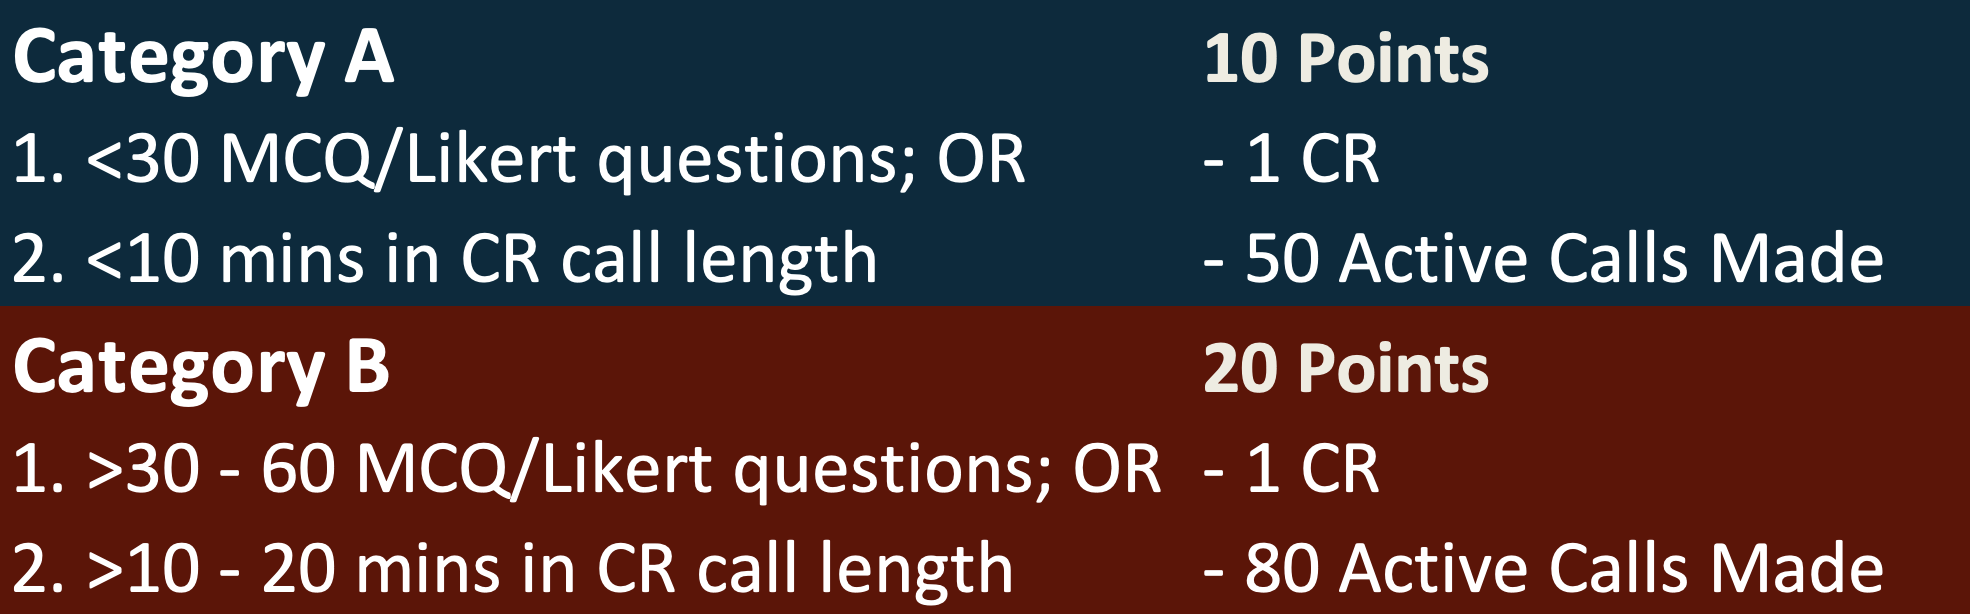 Category A 10 Points
1. <30 MCQ/Likert questions; OR - 1 CR
2. <10 mins in CR call length - 50 Active Calls Made
Category B 20 Points
1. >30 - 60 MCQ/Likert questions; OR - 1 CR
2. >10 - 20 mins in CR call length - 80 Active Calls Made